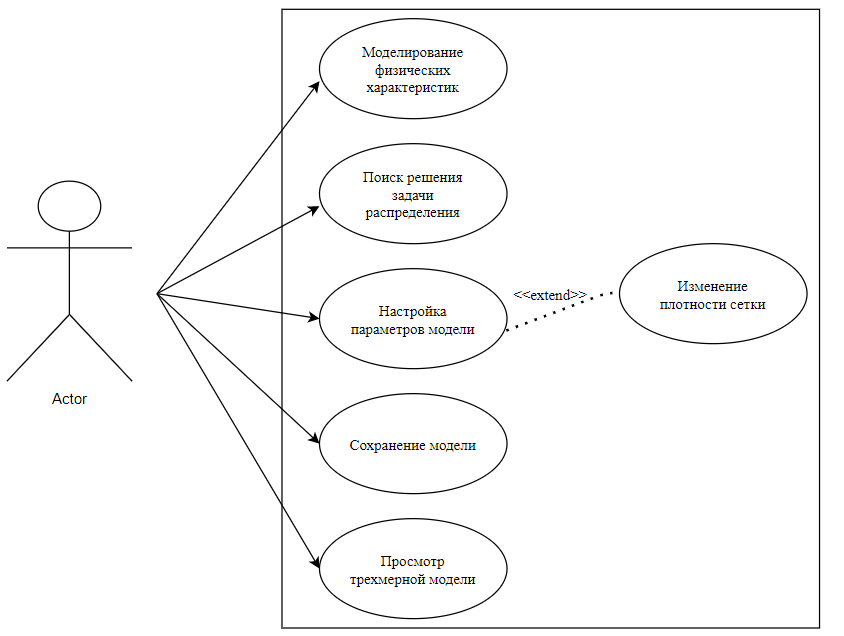 Моделирование
физических
характеристик
Поиск решения
задачи
распределения
<<extend>>
Изменение
плотности сетки
Настройка
параметров модели
Actor
Сохранение модели
Просмотр
трехмерной модели